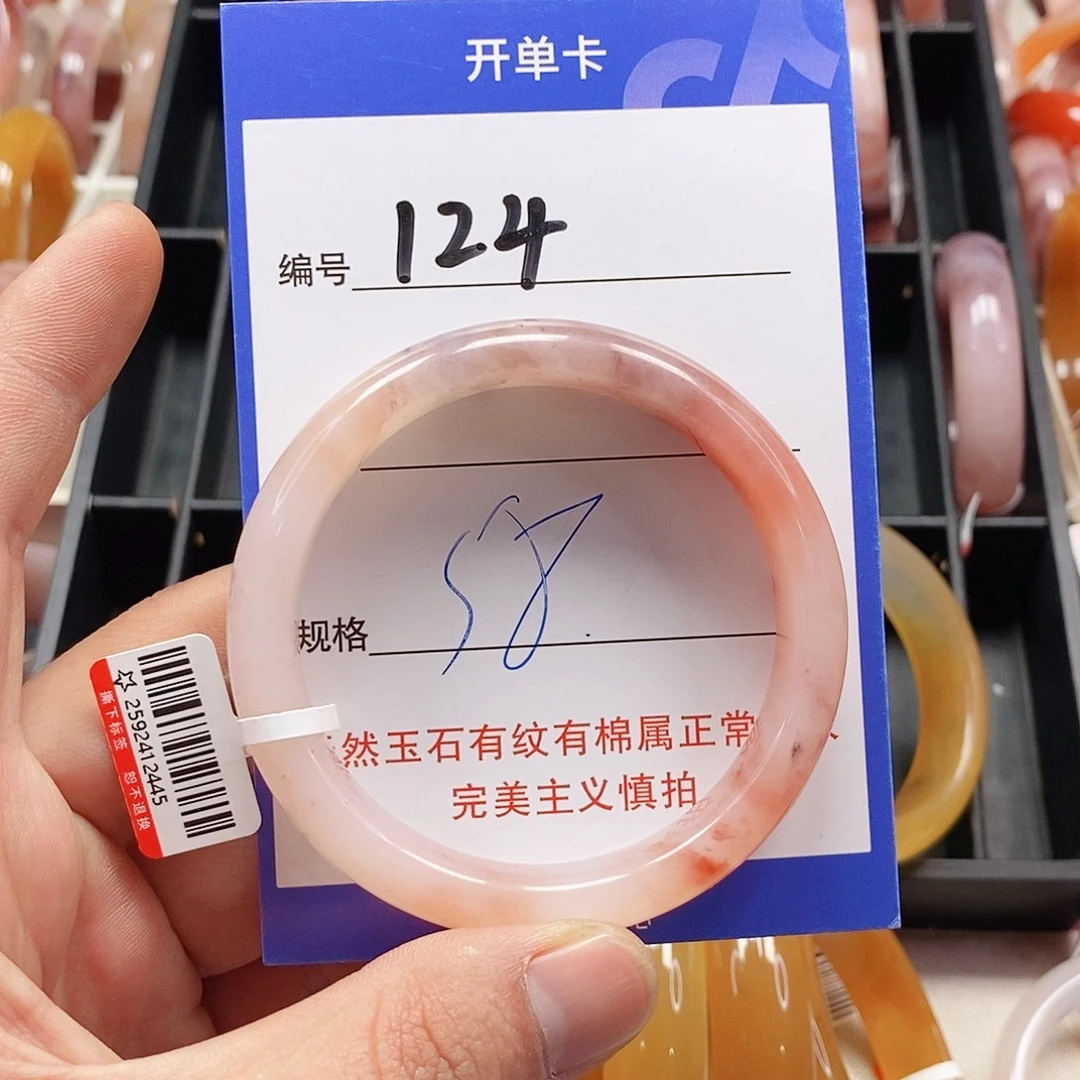 开单卡
编号 124
规格 58.
然玉石有纹有棉属正常
完美主义慎拍
☆ 2592412445
撕下标签 恕不退换